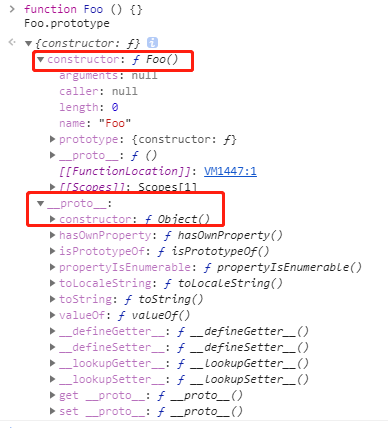 function Foo () {}
Foo.prototype
{constructor: ƒ} i
constructor: ƒ Foo()
arguments: null
caller: null
length: 0
name: "Foo"
prototype: {constructor: ƒ}
__proto__: ƒ ()
[[FunctionLocation]]: VM1447:1
[[Scopes]]: Scopes[1]
__proto__:
constructor: ƒ Object()
hasOwnProperty: ƒ hasOwnProperty()
isPrototypeOf: ƒ isPrototypeOf()
propertyIsEnumerable: ƒ propertyIsEnumerable()
toLocaleString: ƒ toLocaleString()
toString: ƒ toString()
valueOf: ƒ valueOf()
__defineGetter__: ƒ __defineGetter__()
__defineSetter__: ƒ __defineSetter__()
__lookupGetter__: ƒ __lookupGetter__()
__lookupSetter__: ƒ __lookupSetter__()
get __proto__: ƒ __proto__()
set __proto__: ƒ __proto__()